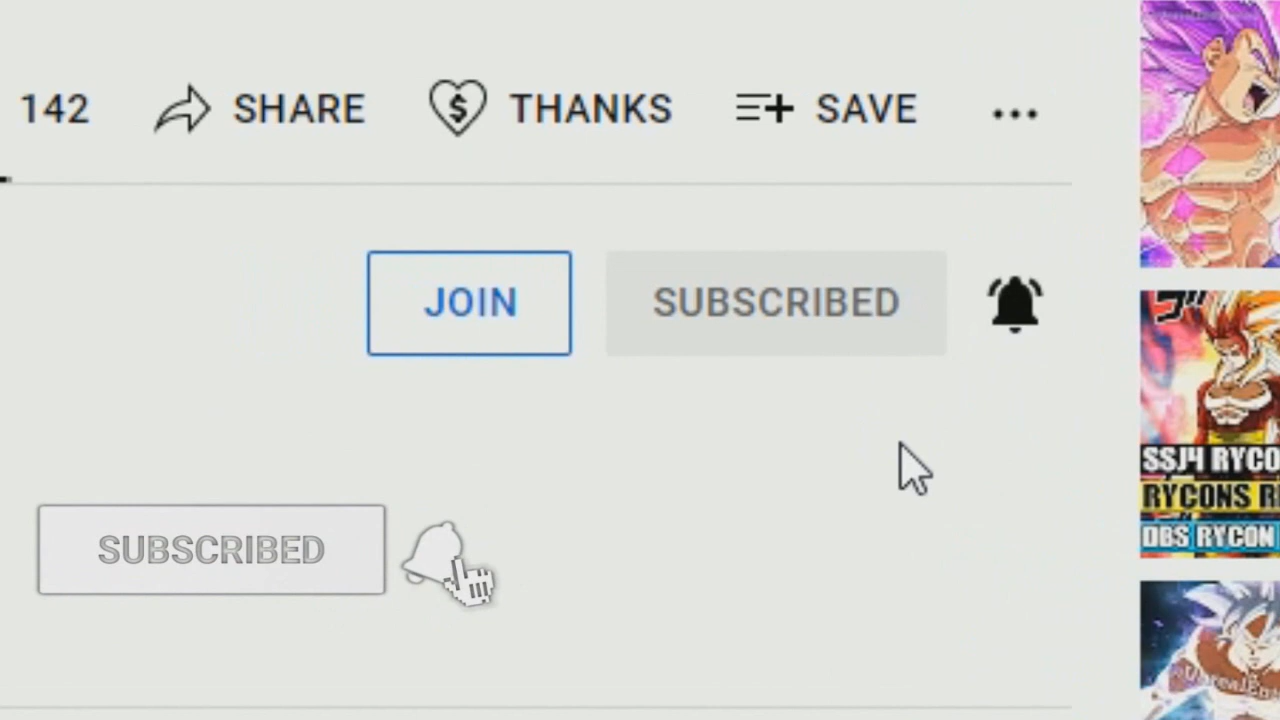 142 SHARE THANKS SAVE
JOIN SUBSCRIBED
SUBSCRIBED
SSJ4 RYCO
RYCONS R
DBS RYCON